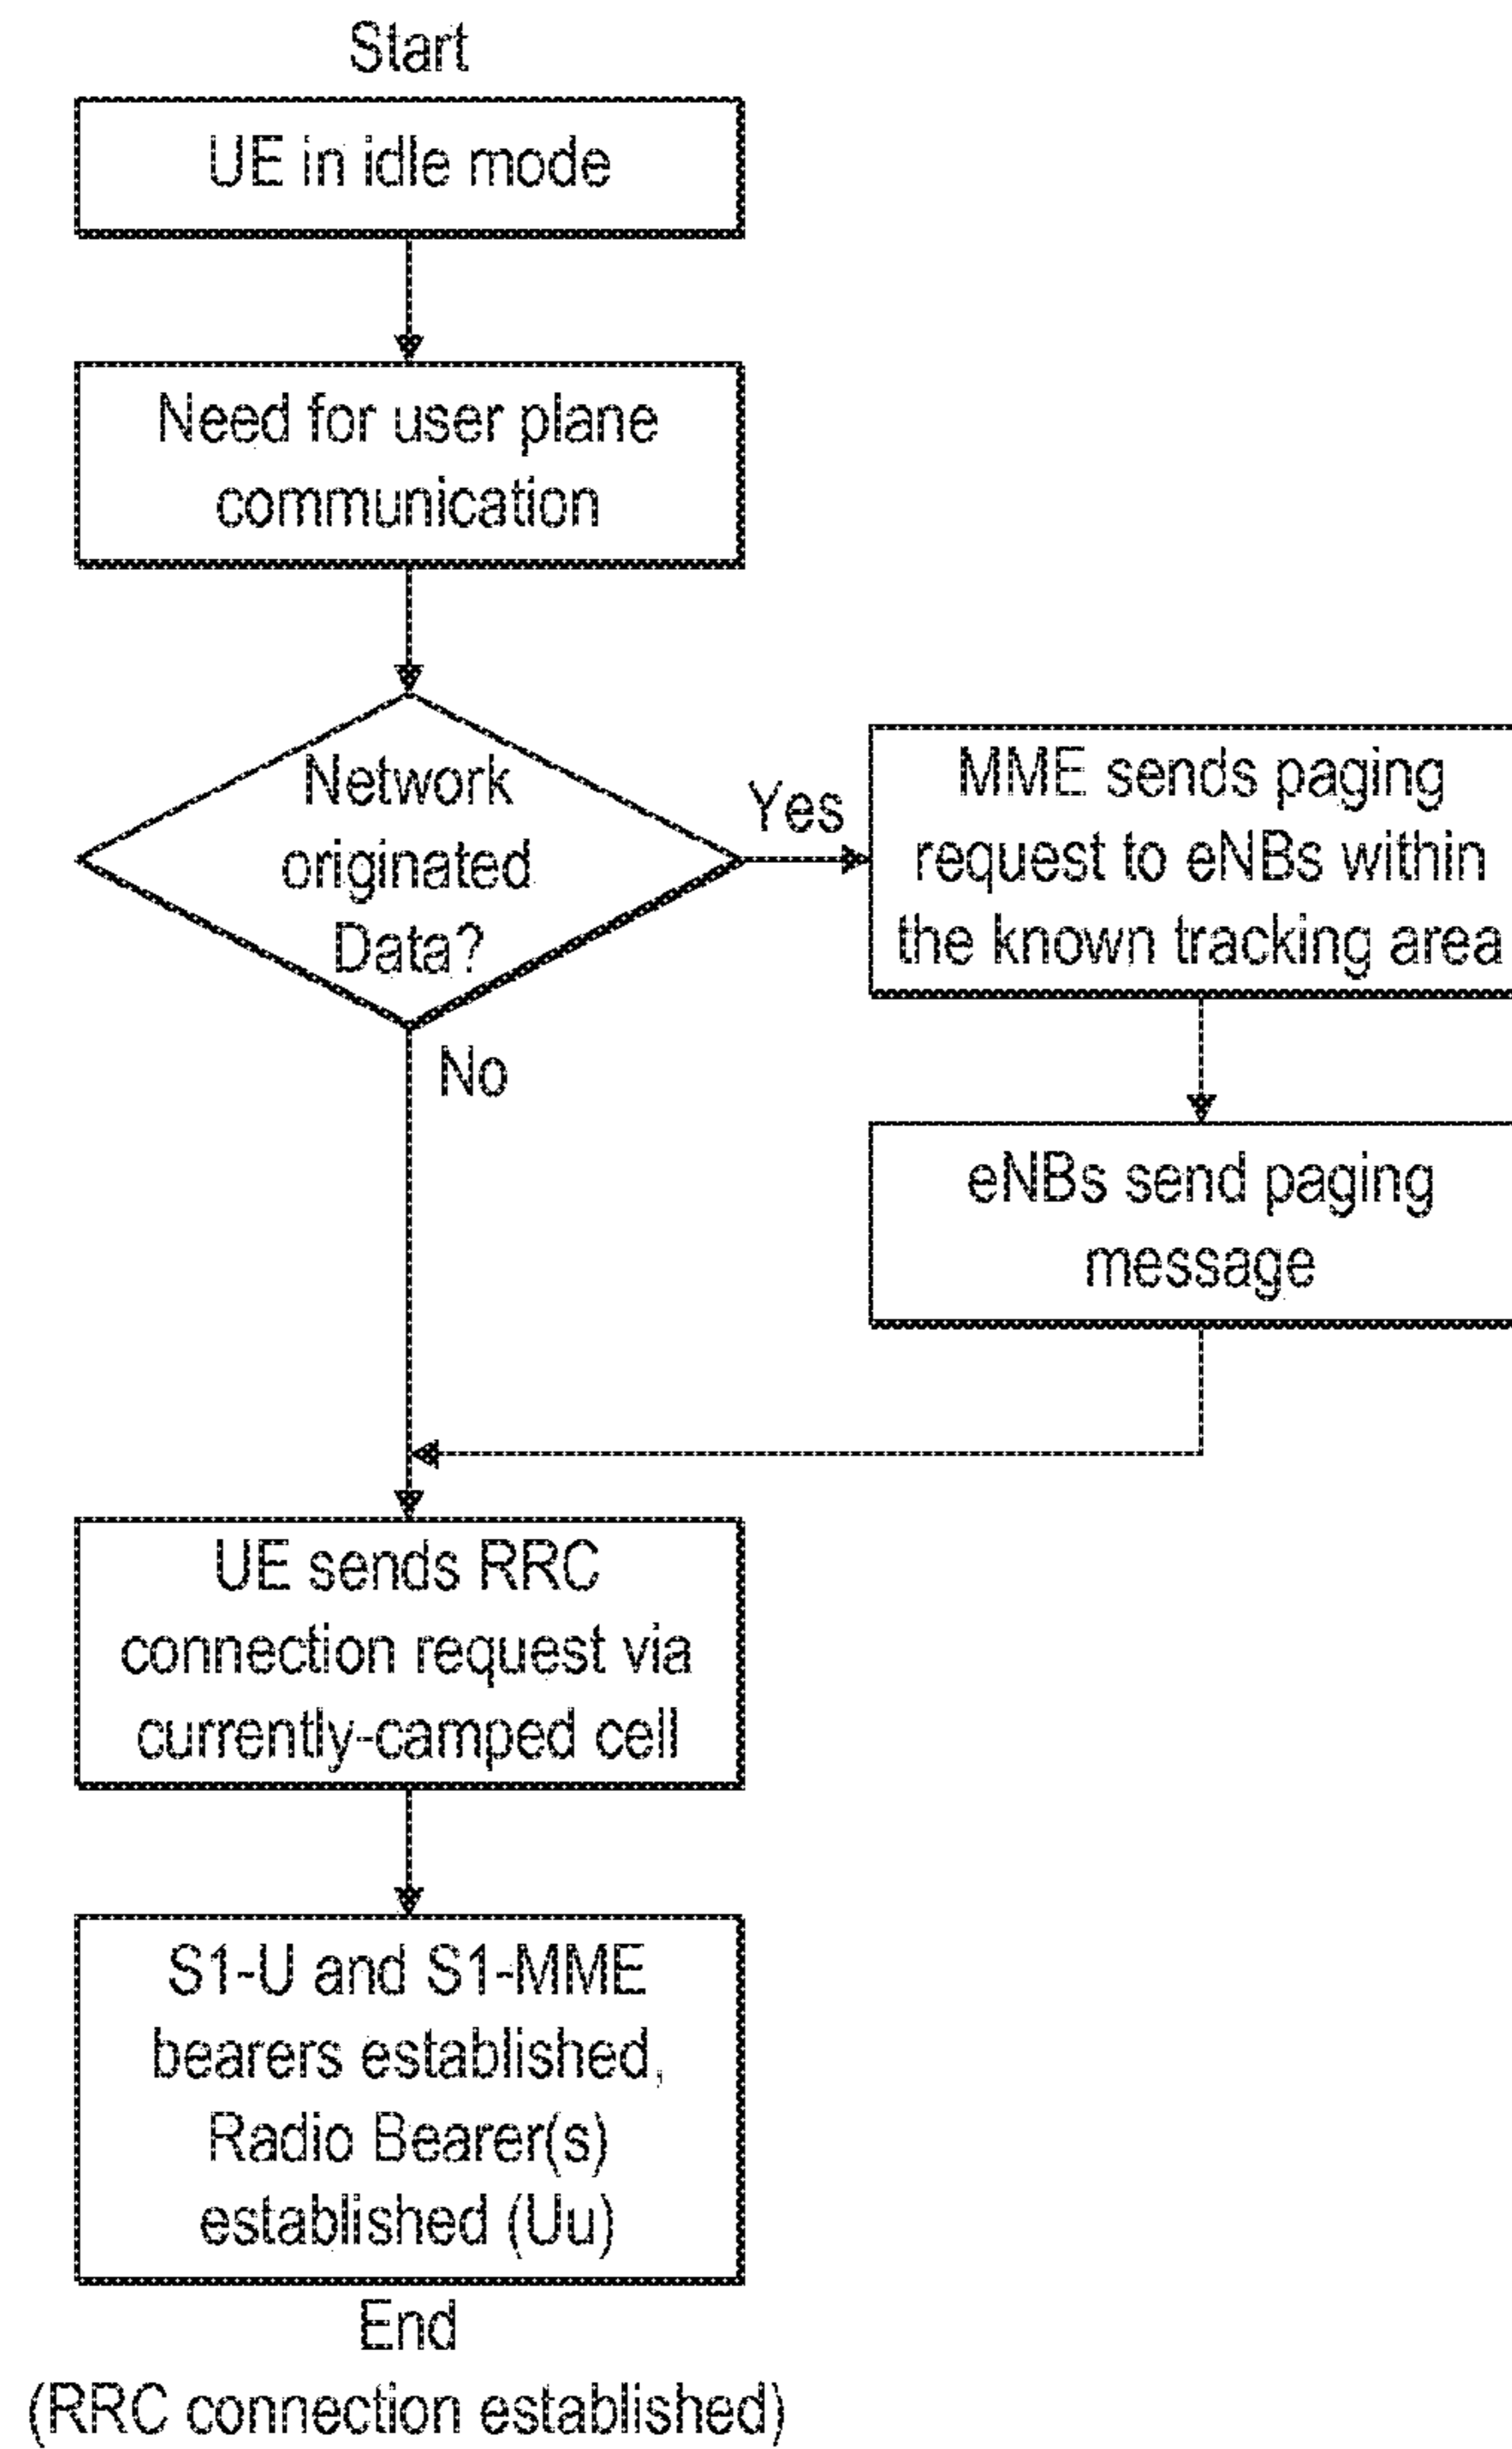 Start
UE in idle mode
Need for user plane
communication
Network
originated
Data?
Yes
MME sends paging
request to eNBs within
the known tracking area
No
eNBs send paging
message
UE sends RRC
connection request via
currently-camped cell
S1-U and S1-MME
bearers established,
Radio Bearer(s)
established (Uu)
End
(RRC connection established)